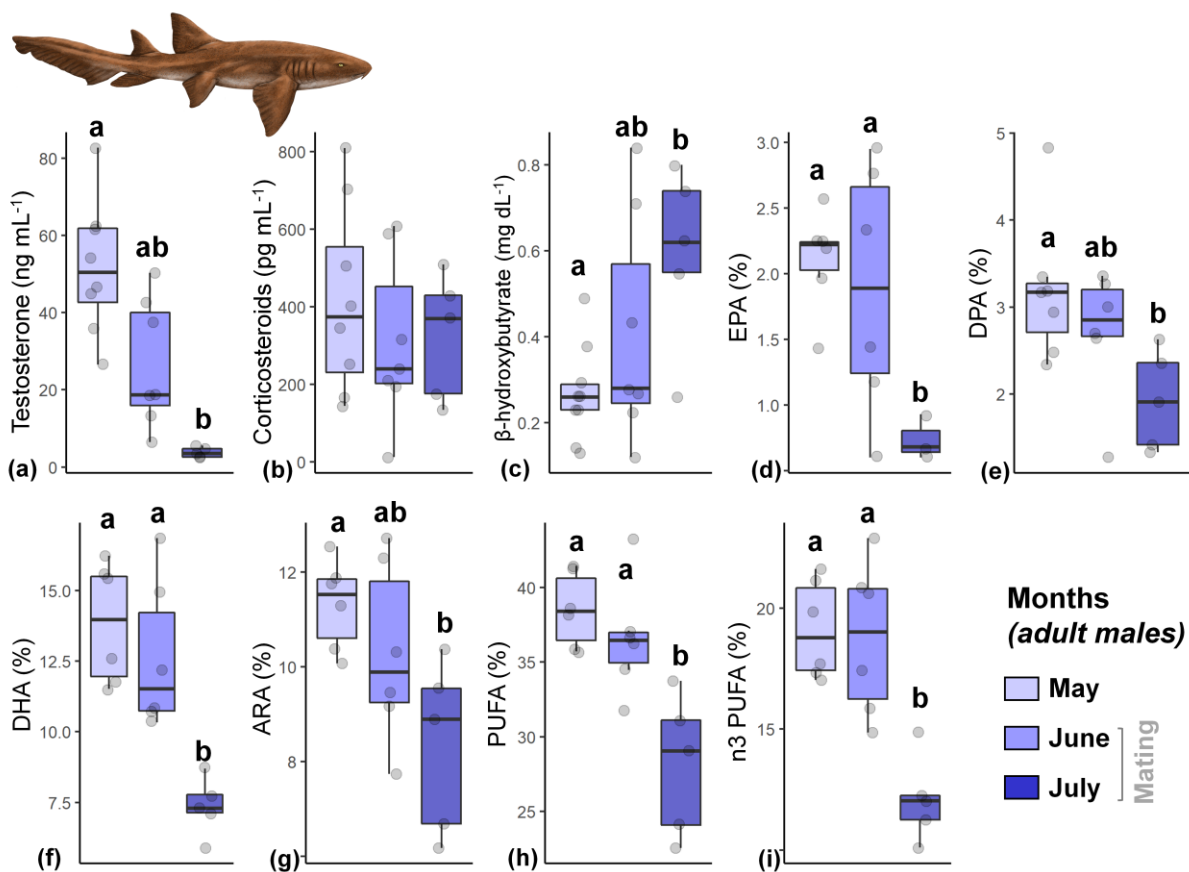 a
ab
b
80
60
40
20
0
Testosterone (ng mL⁻¹)
(a)
800
600
400
200
0
Corticosteroids (pg mL⁻¹)
(b)
a
ab
b
0.8
0.6
0.4
0.2
β-hydroxybutyrate (mg dL⁻¹)
(c)
a
a
b
3.0
2.5
2.0
1.5
1.0
0.5
EPA (%)
(d)
a
ab
b
5
4
3
2
DPA (%)
(e)
a
a
b
15.0
12.5
10.0
7.5
DHA (%)
(f)
a
ab
b
12
10
8
6
ARA (%)
(g)
a
a
b
40
35
30
25
PUFA (%)
(h)
a
a
b
20
15
n3 PUFA (%)
(i)
Months
(adult males)
May
June
July
Mating